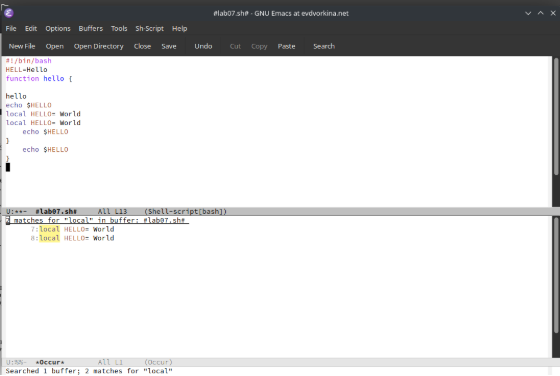 #lab07.sh# - GNU Emacs at evdvorkina.net
File Edit Options Buffers Tools Sh-Script Help
New File Open Open Directory Close Save Undo Cut Copy Paste Search
#!/bin/bash
HELL=Hello
function hello {
hello
echo $HELLO
local HELLO= World
local HELLO= World
echo $HELLO
}
echo $HELLO
}
U:**- #lab07.sh# All L13 (Shell-script[bash])
2 matches for "local" in buffer: #lab07.sh#
7:local HELLO= World
8:local HELLO= World
U:%%- *Occur* All L1 (Occur)
Searched 1 buffer; 2 matches for "local"